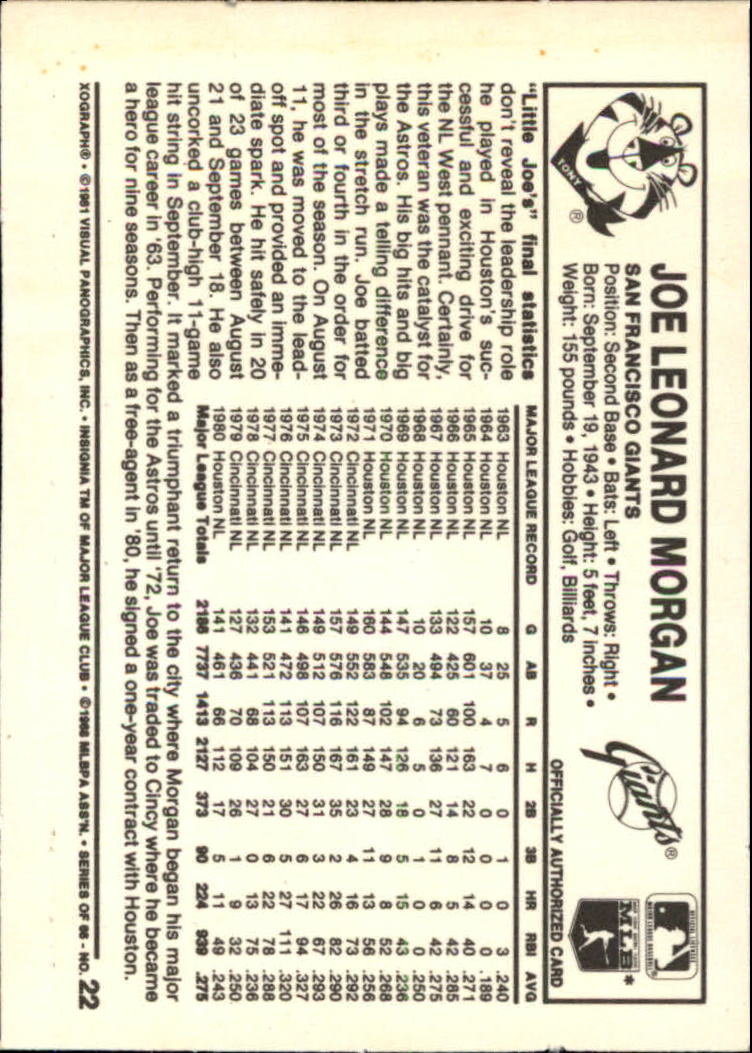 TONY
®
JOE LEONARD MORGAN
SAN FRANCISCO GIANTS
Position: Second Base • Bats: Left • Throws: Right •
Born: September 19, 1943 • Height: 5 feet, 7 inches •
Weight: 155 pounds • Hobbies: Golf, Billiards
Giants®
MLB*
OFFICIALLY AUTHORIZED CARD
"Little Joe's" final statistics
don't reveal the leadership role
he played in Houston's suc-
cessful and exciting drive for
the NL West pennant. Certainly,
this veteran was the catalyst for
the Astros. His big hits and big
plays made a telling difference
in the stretch run. Joe batted
third or fourth in the order for
most of the season. On August
11, he was moved to the lead-
off spot and provided an imme-
diate spark. He hit safely in 20
of 23 games between August
21 and September 18. He also
uncorked a club-high 11-game
hit string in September. It marked a triumphant return to the city where Morgan began his major
league career in '63. Performing for the Astros until '72, Joe was traded to Cincy where he became
a hero for nine seasons. Then as a free-agent in '80, he signed a one-year contract with Houston.
MAJOR LEAGUE RECORD G AB R H 2B 3B HR RBI AVG
1963 Houston NL 8 25 5 6 0 1 0 3 .240
1964 Houston NL 10 37 4 7 0 0 0 0 .189
1965 Houston NL 157 601 100 163 22 12 14 40 .271
1966 Houston NL 122 425 60 121 14 8 5 42 .285
1967 Houston NL 133 494 73 136 27 11 6 42 .275
1968 Houston NL 10 20 6 5 0 1 0 0 .250
1969 Houston NL 147 535 94 126 18 5 15 43 .236
1970 Houston NL 144 548 102 147 28 9 8 52 .268
1971 Houston NL 160 583 87 149 27 11 13 56 .256
1972 Cincinnati NL 149 552 122 161 23 4 16 73 .292
1973 Cincinnati NL 157 576 116 167 35 2 26 82 .290
1974 Cincinnati NL 149 512 107 150 31 3 22 67 .293
1975 Cincinnati NL 146 498 107 163 27 6 17 94 .327
1976 Cincinnati NL 141 472 113 151 30 5 27 111 .320
1977 Cincinnati NL 153 521 113 150 21 6 22 78 .288
1978 Cincinnati NL 132 441 68 104 27 0 13 75 .236
1979 Cincinnati NL 127 436 70 109 26 1 9 32 .250
1980 Houston NL 141 461 66 112 17 5 11 49 .243
Major League Totals 2186 7737 1413 2127 373 90 224 939 .275
XOGRAPH® • ©1981 VISUAL PANOGRAPHICS, INC. • INSIGNIA TM OF MAJOR LEAGUE CLUB • ©1966 MLBPA ASS'N. • SERIES OF 66 - NO. 22